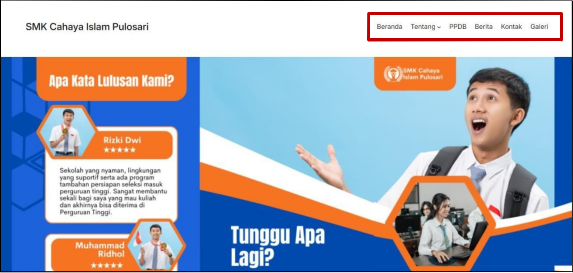 SMK Cahaya Islam Pulosari
Beranda Tentang PPDB Berita Kontak Galeri
Apa Kata Lulusan Kami?
Rizki Dwi
★★★★★
Sekolah yang nyaman, lingkungan
yang suportif serta ada program
tambahan persiapan seleksi masuk
perguruan tinggi. Sangat membantu
sekali bagi saya yang mau kuliah
dan akhirnya bisa diterima di
Perguruan Tinggi.
Muhammad
Ridhol
★★★★★
SMK Cahaya
Islam Pulosari
Tunggu Apa
Lagi?